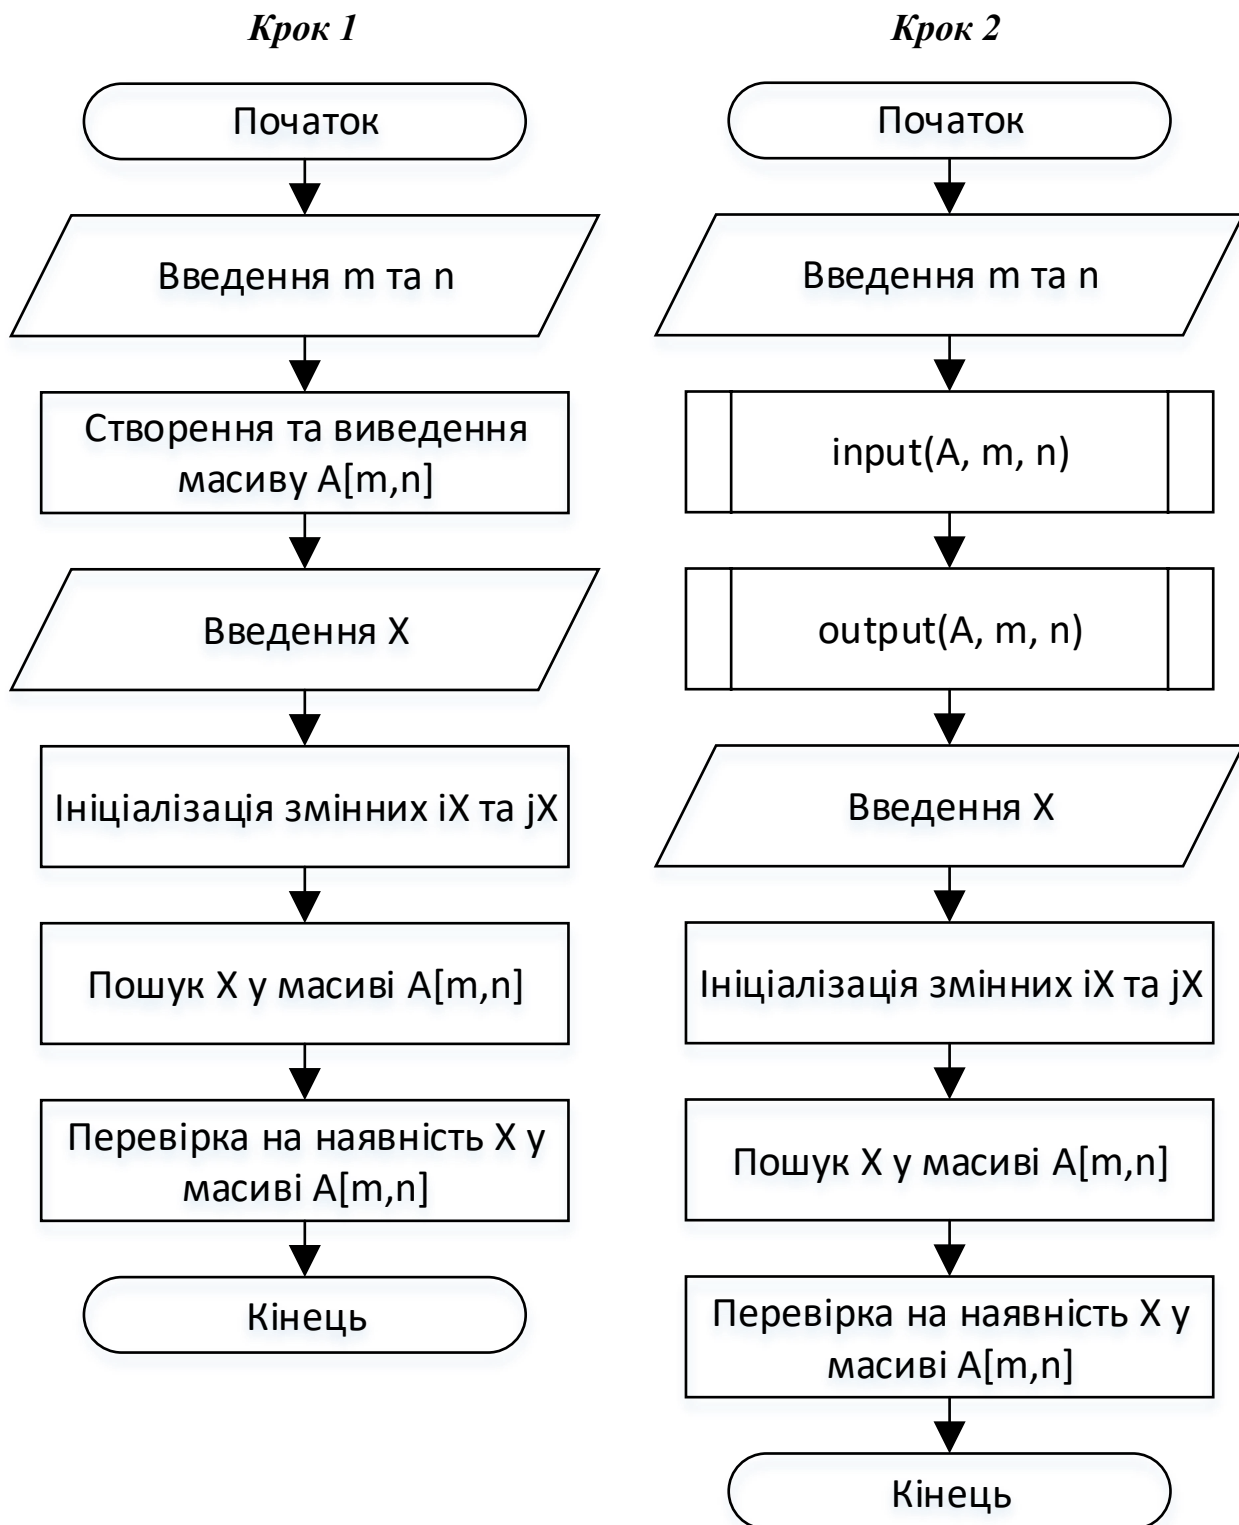 Крок 1
Початок
Введення m та n
Створення та виведення
масиву A[m,n]
Введення X
Ініціалізація змінних iX та jX
Пошук X у масиві A[m,n]
Перевірка на наявність X у
масиві A[m,n]
Кінець
Крок 2
Початок
Введення m та n
input(A, m, n)
output(A, m, n)
Введення X
Ініціалізація змінних iX та jX
Пошук X у масиві A[m,n]
Перевірка на наявність X у
масиві A[m,n]
Кінець